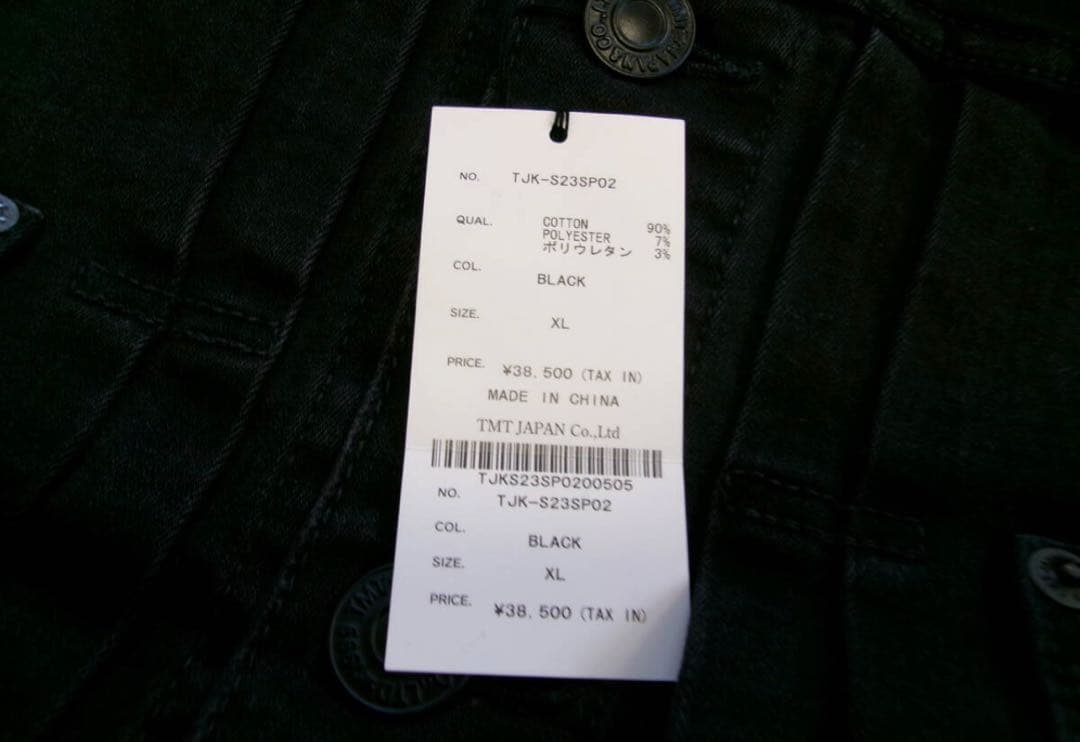 JAPAN&CO
NO. TJK-S23SP02
QUAL. COTTON 90%
POLYESTER 7%
ポリウレタン 3%
COL. BLACK
SIZE. XL
PRICE. ¥38,500 (TAX IN)
MADE IN CHINA
TMT JAPAN Co.,Ltd
TJKS23SP0200505
NO. TJK-S23SP02
COL. BLACK
SIZE. XL
PRICE. ¥38,500 (TAX IN)